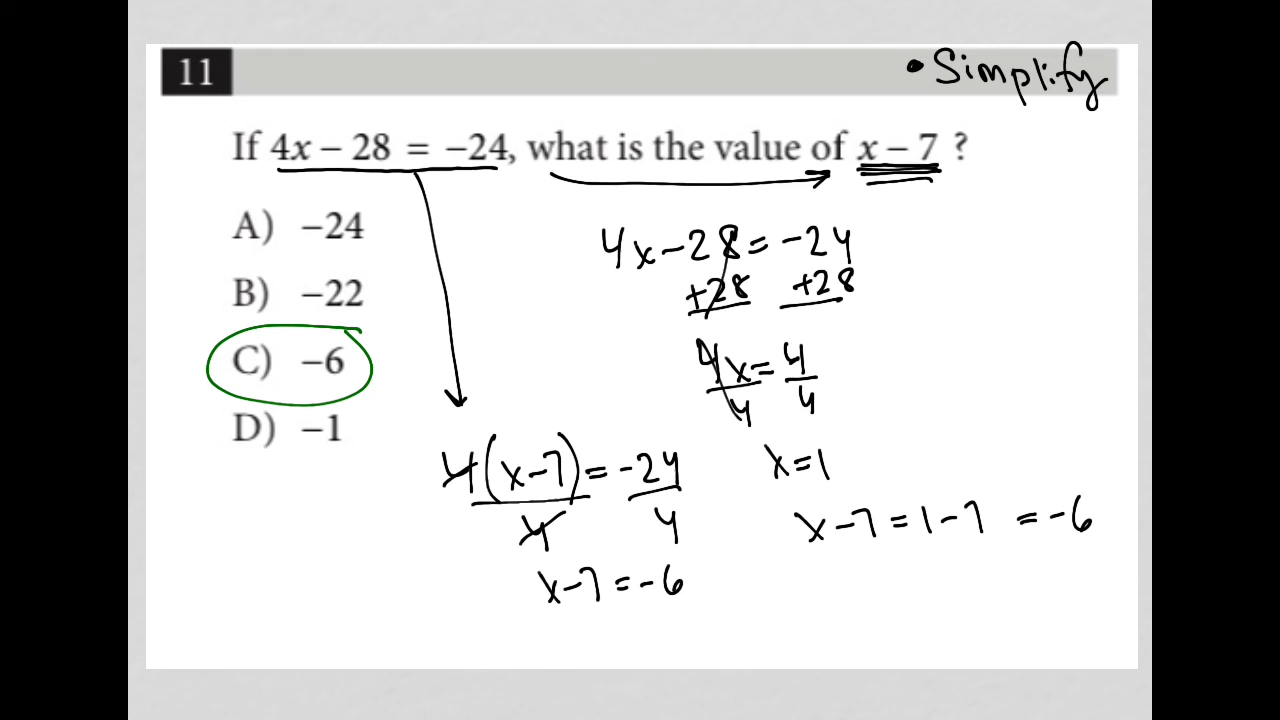 11
• Simplify
If 4x – 28 = –24, what is the value of x – 7 ?
A) –24
B) –22
C) –6
D) –1
4x-28=-24
+28 +28
4x=4
4 4
x=1
x-7=1-7 =-6
4(x-7)=-24
4 4
x-7=-6